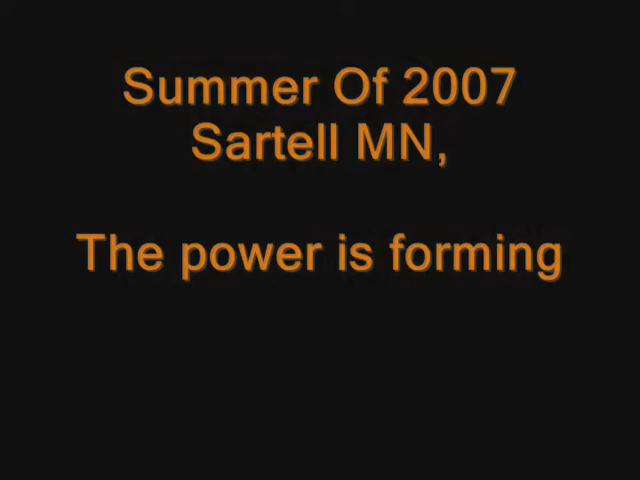 Summer Of 2007
Sartell MN,
The power is forming